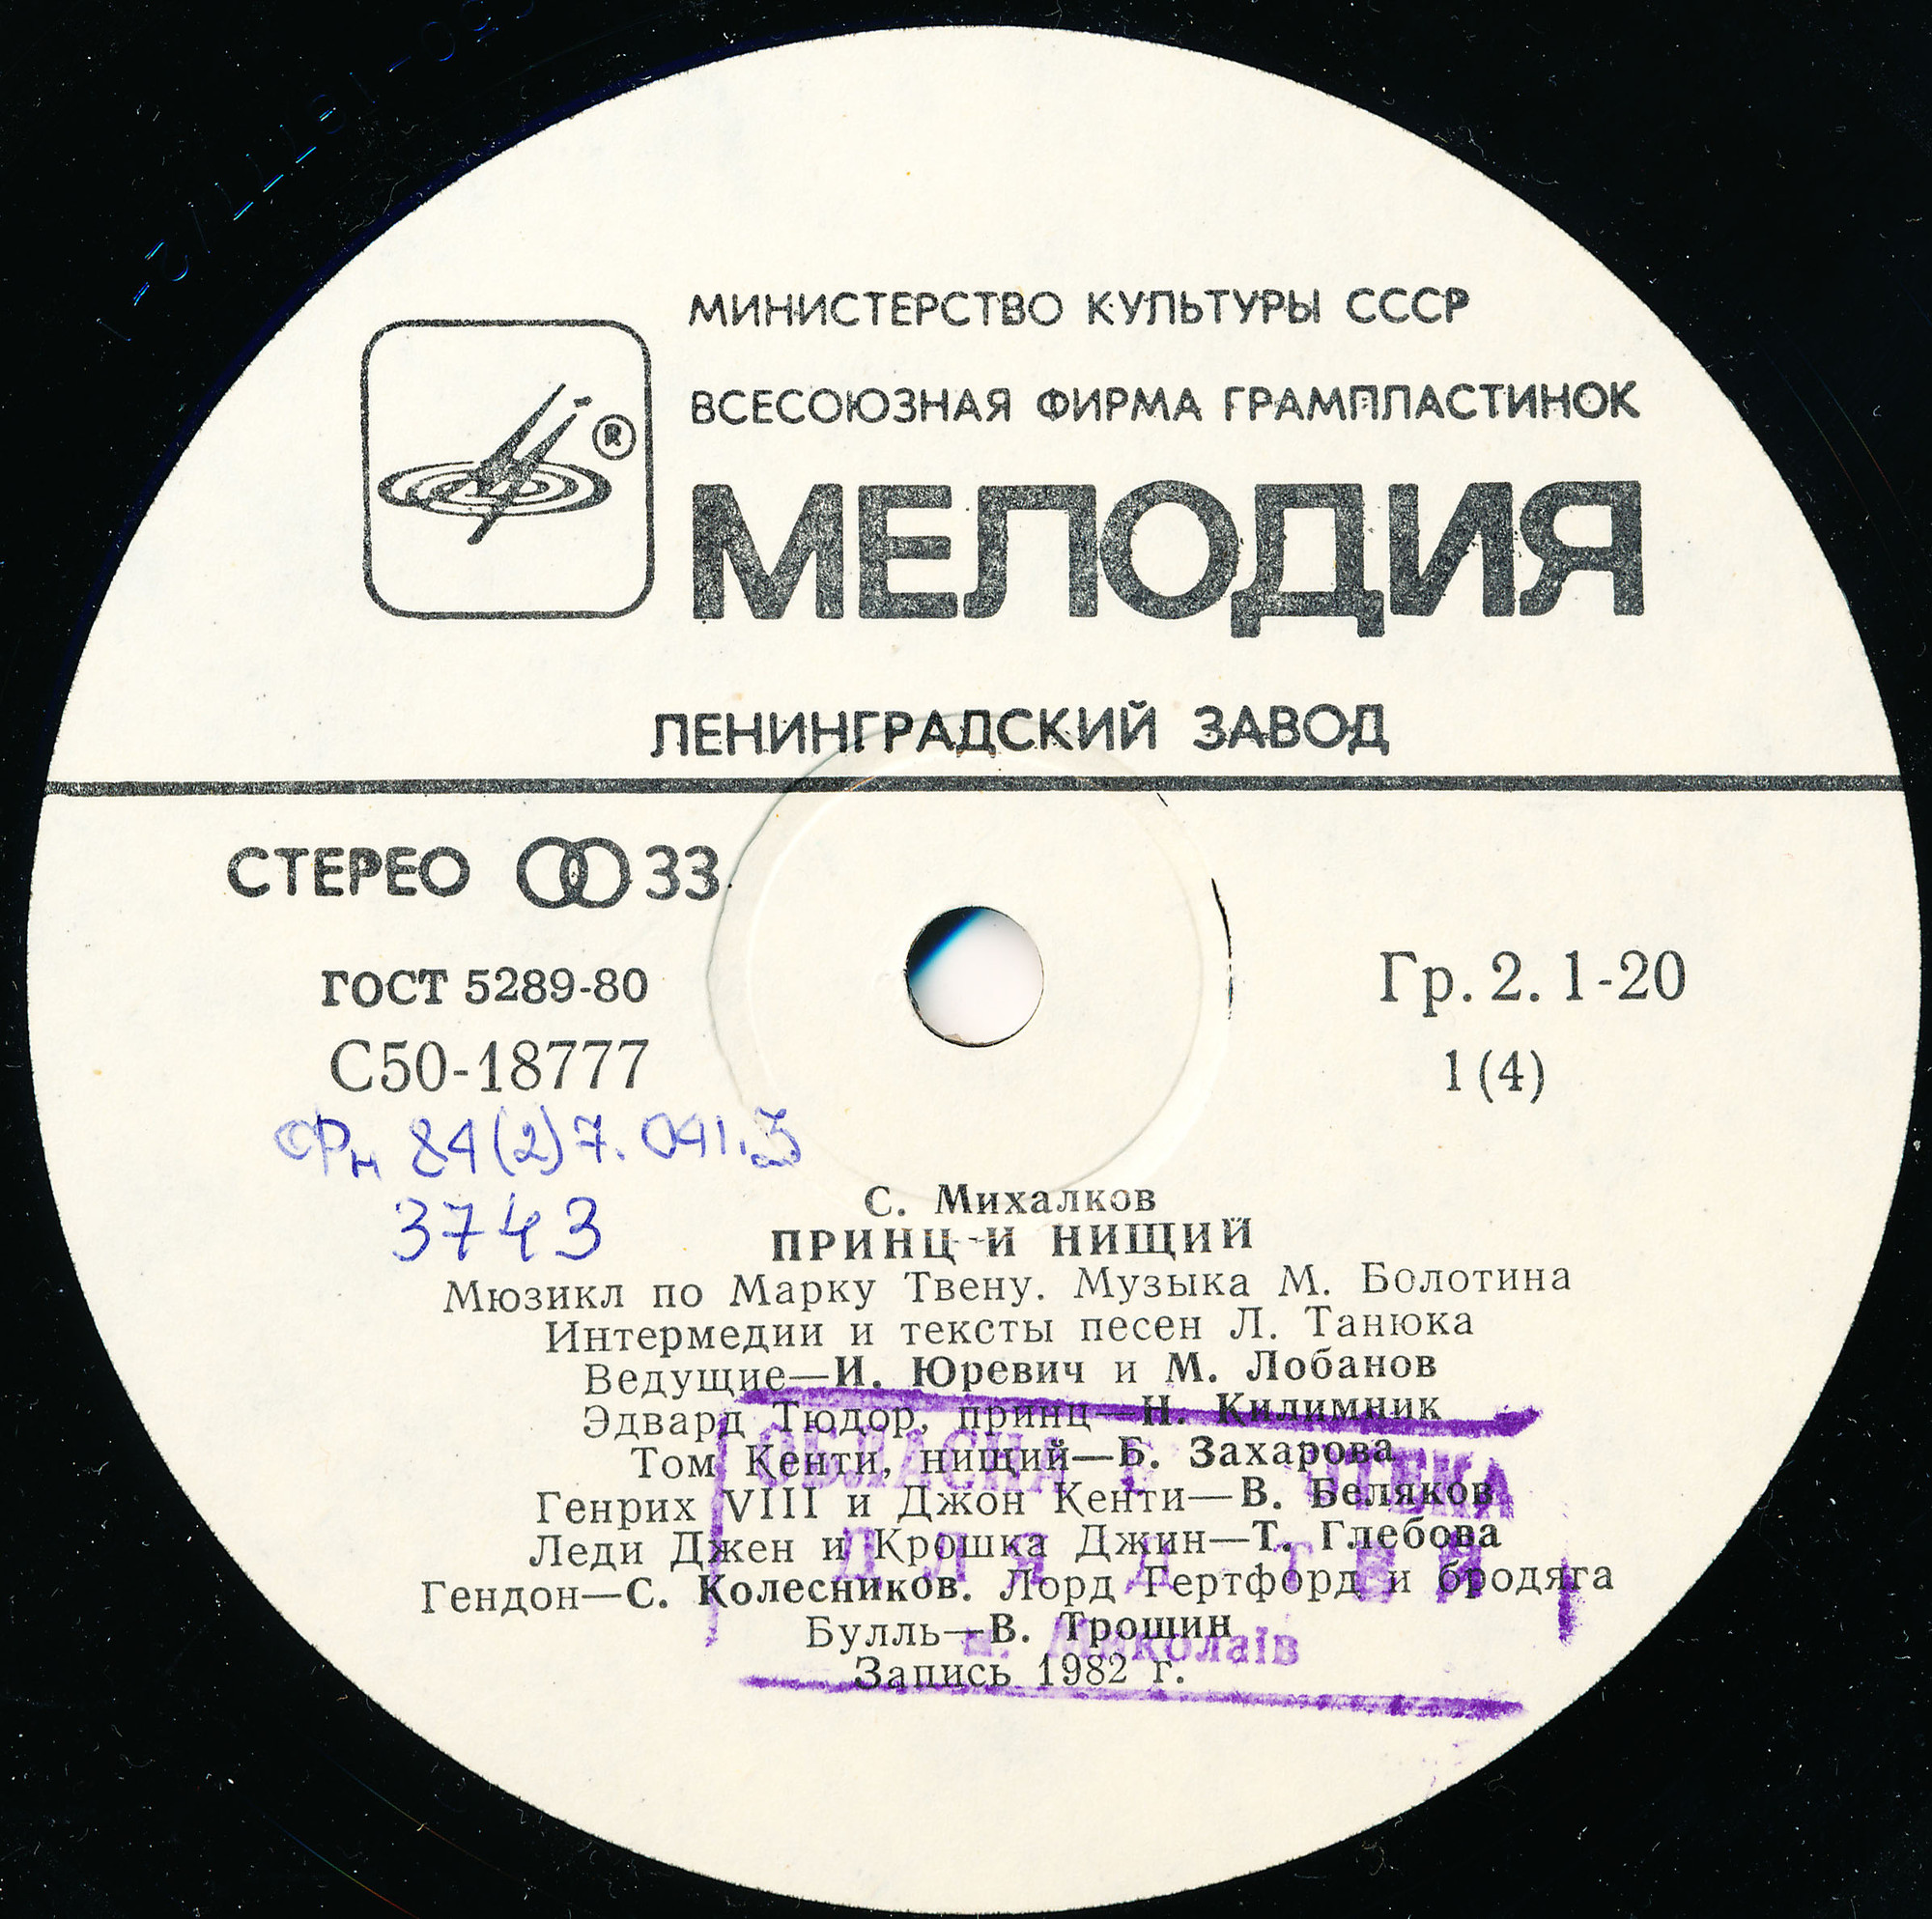 МИНИСТЕРСТВО КУЛЬТУРЫ СССР
ВСЕСОЮЗНАЯ ФИРМА ГРАМПЛАСТИНОК
®
МЕЛОДИЯ
ЛЕНИНГРАДСКИЙ ЗАВОД
СТЕРЕО 33
ГОСТ 5289-80
Гр. 2. 1-20
С50-18777
1 (4)
84(2)7.
3743
С. Михалков
ПРИНЦ И НИЩИЙ
Мюзикл по Марку Твену. Музыка М. Болотина
Интермедии и тексты песен Л. Танюка
Ведущие—И. Юревич и М. Лобанов
Эдвард Тюдор, принц—Н. Килимник
Том Кенти, нищий—Б. Захарова
Генрих VIII и Джон Кенти—В. Беляков
Леди Джен и Крошка Джин—Т. Глебова
Гендон—С. Колесников. Лорд Гертфорд и бродяга
Булль—В. Трошин
Запись 1982 г.
ОБЛАСНА
ДЛЯ
м. Миколаїв